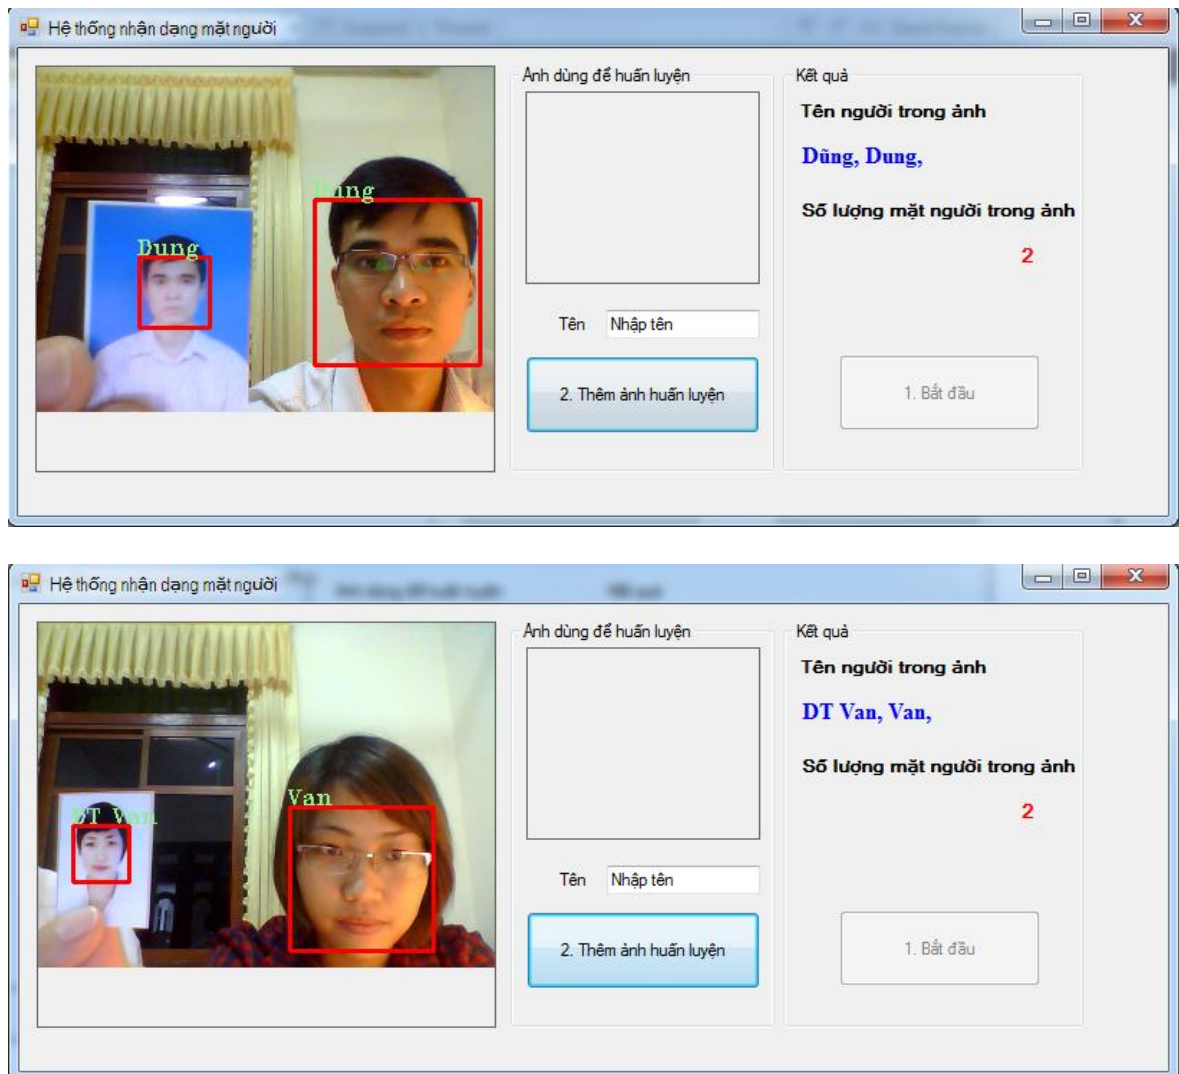 Hệ thống nhận dạng mặt người
Ảnh dùng để huấn luyện
Kết quả
Tên người trong ảnh
Dũng, Dung,
Số lượng mặt người trong ảnh
2
Dung
Tên
Nhập tên
2. Thêm ảnh huấn luyện
1. Bắt đầu
Hệ thống nhận dạng mặt người
Ảnh dùng để huấn luyện
Kết quả
Tên người trong ảnh
DT Van, Van,
Số lượng mặt người trong ảnh
2
Van
DT Van
Tên
Nhập tên
2. Thêm ảnh huấn luyện
1. Bắt đầu